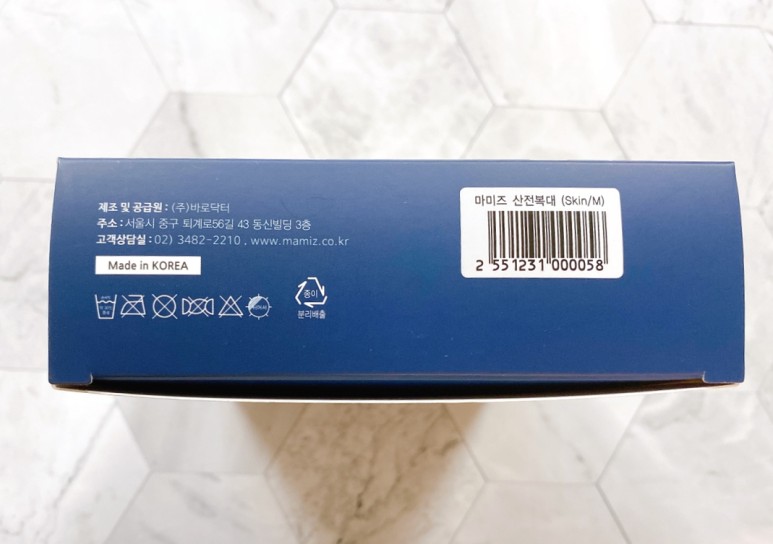 제조 및 공급원 : (주)바로닥터
주소 : 서울시 중구 퇴계로56길 43 동신빌딩 3층
고객상담실 : 02) 3482-2210 , www.mamiz.co.kr
Made in KOREA
종이
분리배출
마미즈 산전복대 (Skin/M)
2 551231 000058